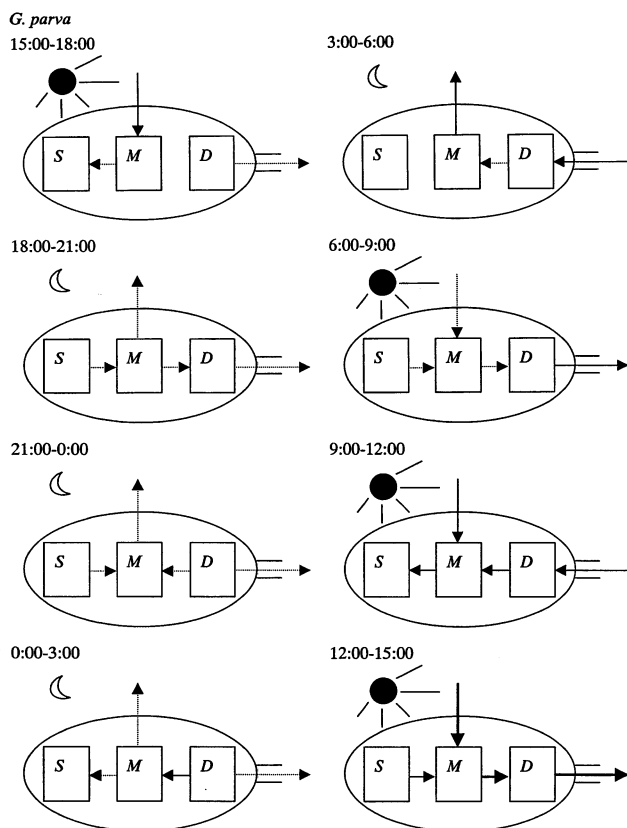 G. parva
15:00-18:00
S M D
18:00-21:00
S M D
21:00-0:00
S M D
0:00-3:00
S M D
3:00-6:00
S M D
6:00-9:00
S M D
9:00-12:00
S M D
12:00-15:00
S M D